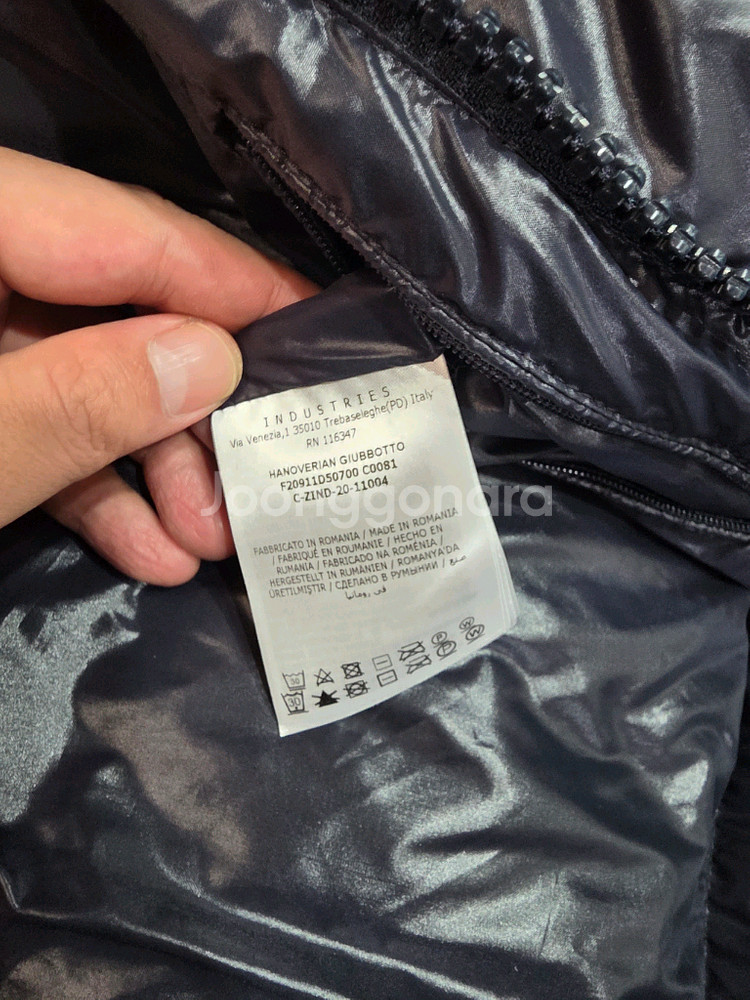 INDUSTRIES
Via Venezia,1 35010 Trebaseleghe(PD) Italy
RN 116347
HANOVERIAN GIUBBOTTO
F20911D50700 C0081
C-ZIND-20-11004
Joonggonara
FABBRICATO IN ROMANIA / MADE IN ROMANIA
/ FABRIQUÉ EN ROUMANIE / HECHO EN
RUMANIA / FABRICADO NA ROMÉNIA /
HERGESTELLT IN RUMÄNIEN / ROMANYA'DA
ÜRETILMIŞTIR / СДЕЛАНО В РУМЫНИИ / صنع
في رومانيا
30
P W
30 P W